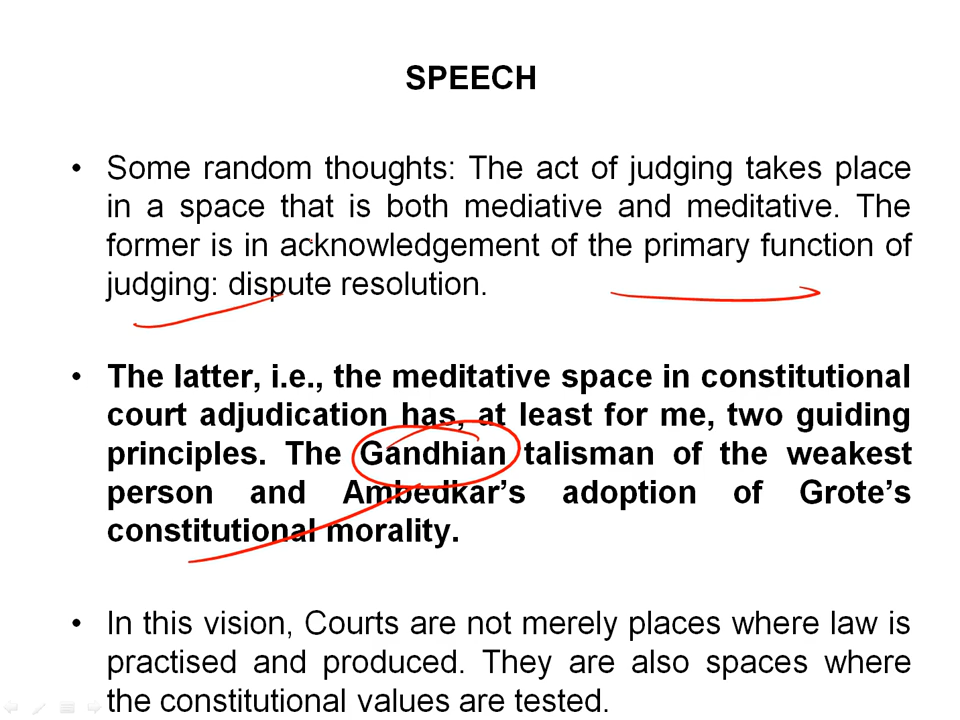 SPEECH
• Some random thoughts: The act of judging takes place
in a space that is both mediative and meditative. The
former is in acknowledgement of the primary function of
judging: dispute resolution.
• The latter, i.e., the meditative space in constitutional
court adjudication has, at least for me, two guiding
principles. The Gandhian talisman of the weakest
person and Ambedkar’s adoption of Grote’s
constitutional morality.
• In this vision, Courts are not merely places where law is
practised and produced. They are also spaces where
the constitutional values are tested.